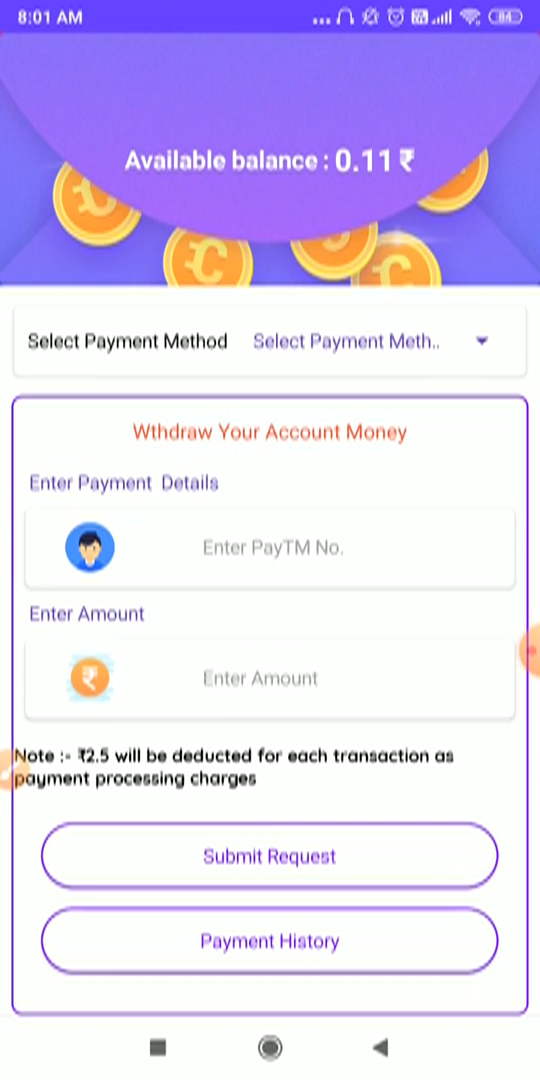 8:01 AM
84
Available balance : 0.11 ₹
Select Payment Method Select Payment Meth..
Wthdraw Your Account Money
Enter Payment Details
Enter PayTM No.
Enter Amount
Enter Amount
Note :- ₹2.5 will be deducted for each transaction as
payment processing charges
Submit Request
Payment History